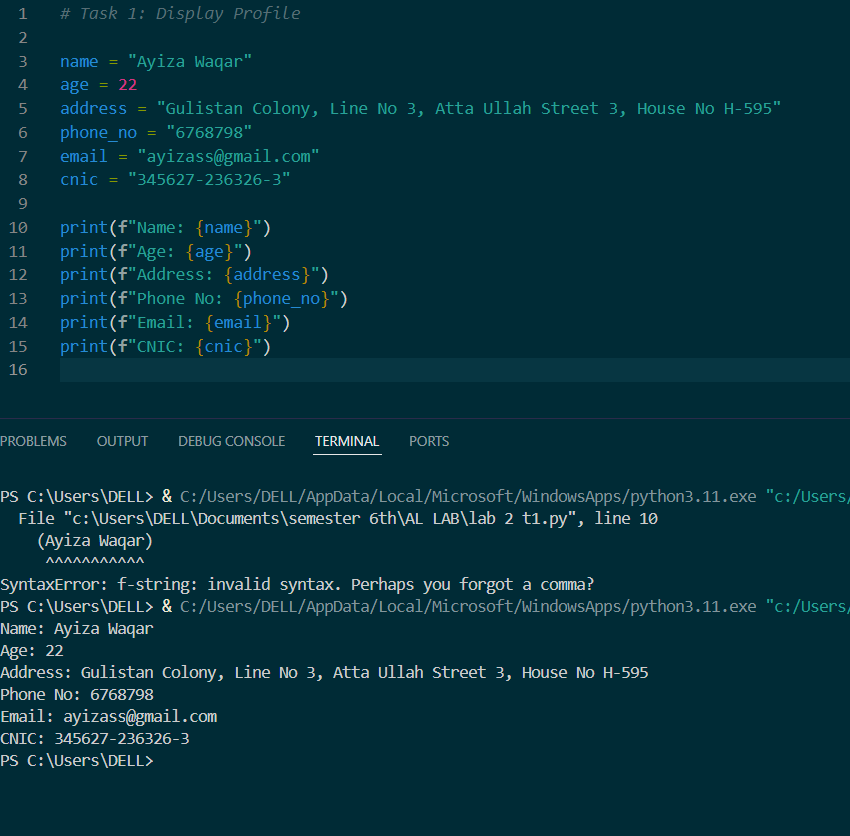 1 # Task 1: Display Profile
2
3 name = "Ayiza Waqar"
4 age = 22
5 address = "Gulistan Colony, Line No 3, Atta Ullah Street 3, House No H-595"
6 phone_no = "6768798"
7 email = "ayizass@gmail.com"
8 cnic = "345627-236326-3"
9
10 print(f"Name: {name}")
11 print(f"Age: {age}")
12 print(f"Address: {address}")
13 print(f"Phone No: {phone_no}")
14 print(f"Email: {email}")
15 print(f"CNIC: {cnic}")
16
PROBLEMS OUTPUT DEBUG CONSOLE TERMINAL PORTS
PS C:\Users\DELL> & C:/Users/DELL/AppData/Local/Microsoft/WindowsApps/python3.11.exe "c:/Users/
File "c:\Users\DELL\Documents\semester 6th\AL LAB\lab 2 t1.py", line 10
(Ayiza Waqar)
^^^^^^^^^^^
SyntaxError: f-string: invalid syntax. Perhaps you forgot a comma?
PS C:\Users\DELL> & C:/Users/DELL/AppData/Local/Microsoft/WindowsApps/python3.11.exe "c:/Users/
Name: Ayiza Waqar
Age: 22
Address: Gulistan Colony, Line No 3, Atta Ullah Street 3, House No H-595
Phone No: 6768798
Email: ayizass@gmail.com
CNIC: 345627-236326-3
PS C:\Users\DELL>